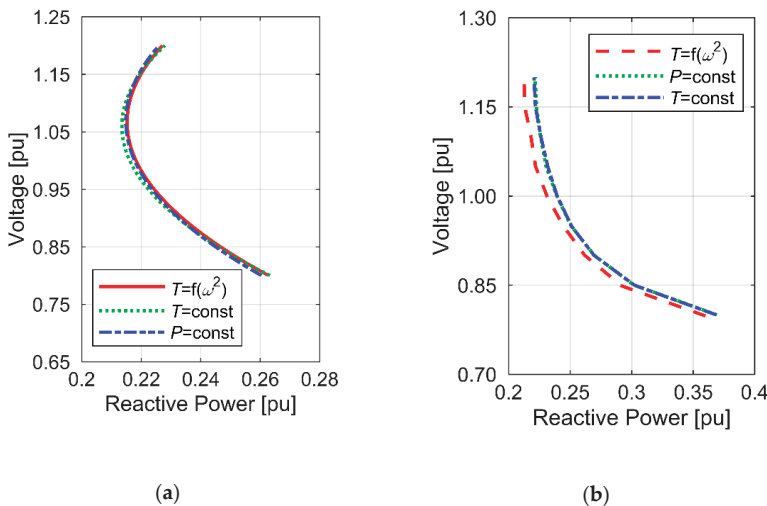 1.25
1.15
1.05
0.95
0.85
0.75
0.65
Voltage [pu]
T=f(ω²)
T=const
P=const
0.2 0.22 0.24 0.26 0.28
Reactive Power [pu]
(a)
1.30
1.15
1.00
0.85
0.70
Voltage [pu]
T=f(ω²)
P=const
T=const
0.2 0.25 0.3 0.35 0.4
Reactive Power [pu]
(b)